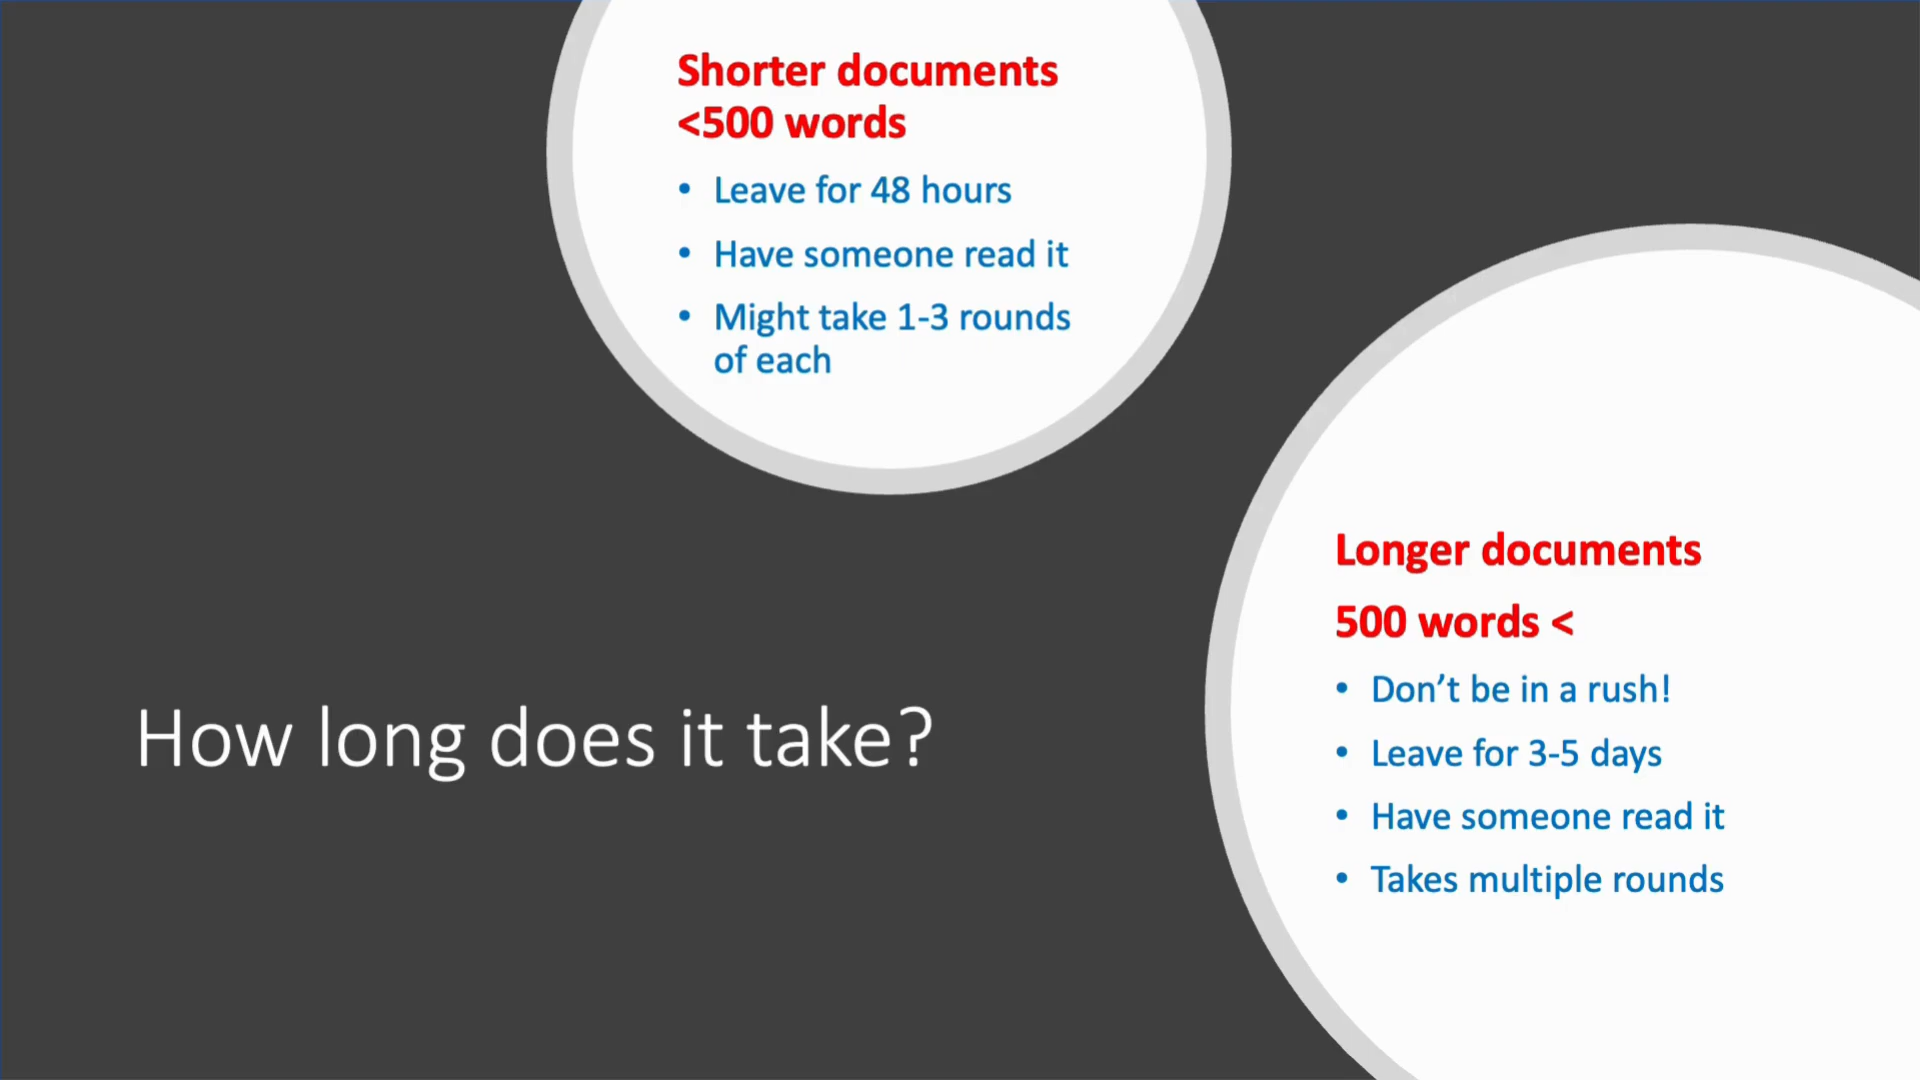 Shorter documents
<500 words
• Leave for 48 hours
• Have someone read it
• Might take 1-3 rounds
of each
How long does it take?
Longer documents
500 words <
• Don’t be in a rush!
• Leave for 3-5 days
• Have someone read it
• Takes multiple rounds